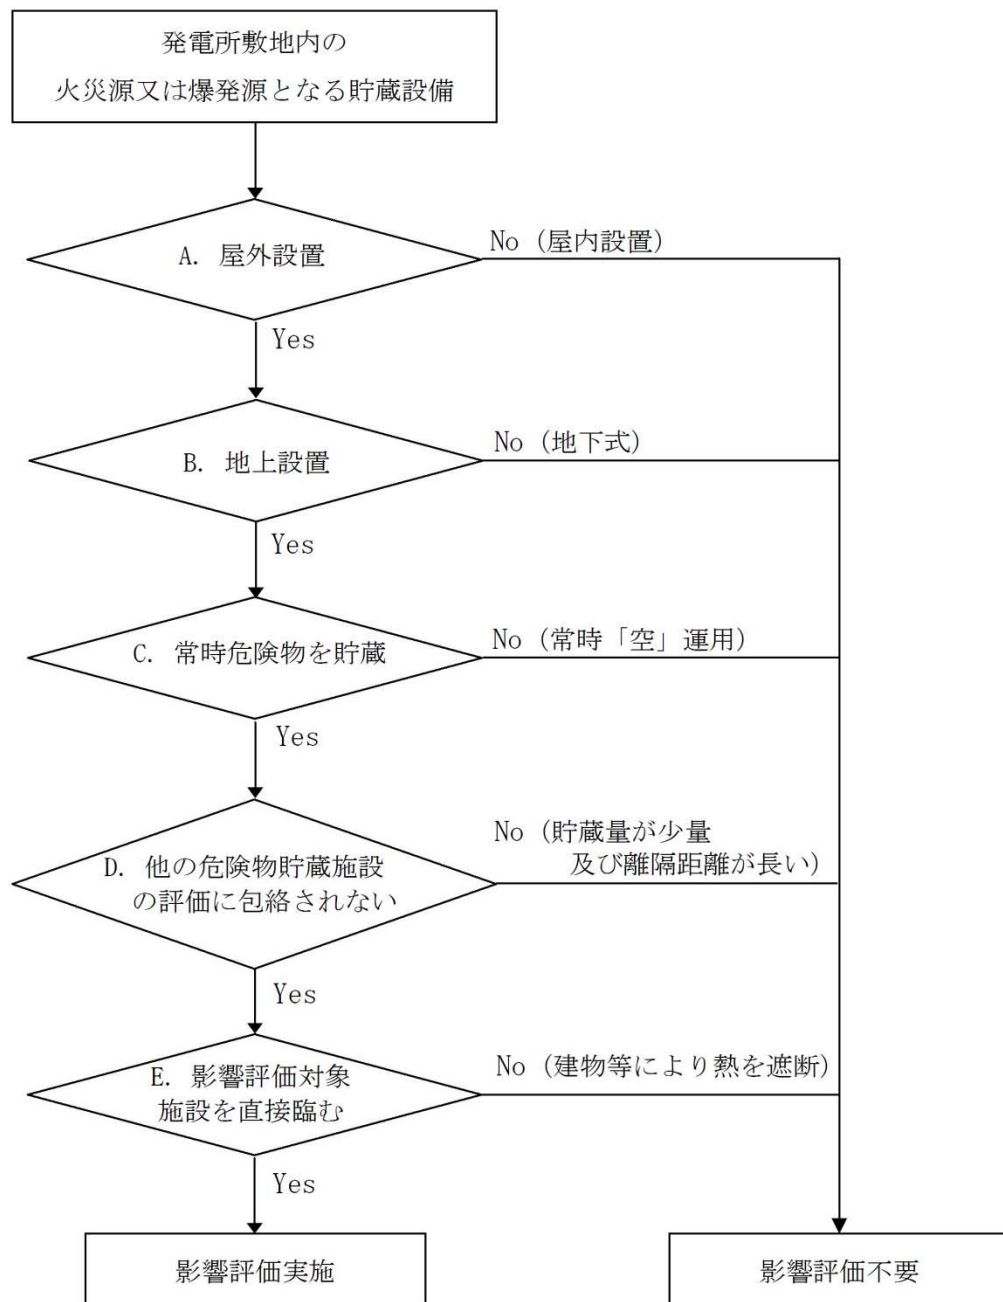 発電所敷地内の
火災源又は爆発源となる貯蔵設備
A. 屋外設置
No (屋内設置)
Yes
B. 地上設置
No (地下式)
Yes
C. 常時危険物を貯蔵
No (常時「空」運用)
Yes
D. 他の危険物貯蔵施設
の評価に包絡されない
No (貯蔵量が少量
及び離隔距離が長い)
Yes
E. 影響評価対象
施設を直接臨む
No (建物等により熱を遮断)
Yes
影響評価実施
影響評価不要